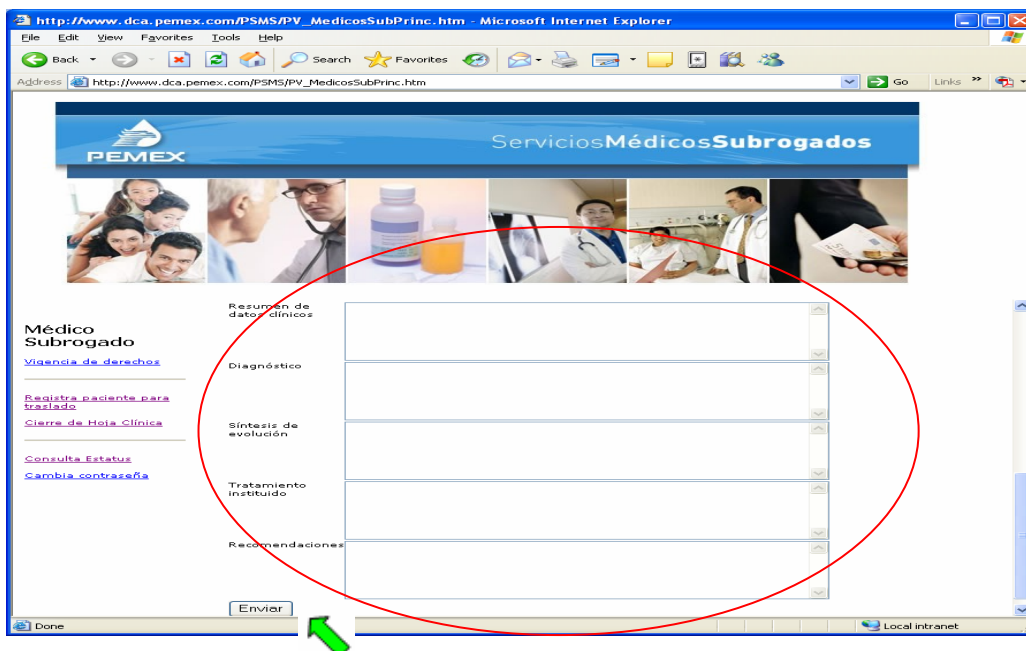 http://www.dca.pemex.com/PSMS/PV_MedicosSubPrinc.htm - Microsoft Internet Explorer
File Edit View Favorites Tools Help
Back Search Favorites
Address http://www.dca.pemex.com/PSMS/PV_MedicosSubPrinc.htm Go Links »
PEMEX
ServiciosMédicosSubrogados
Médico
Subrogado
Vigencia de derechos
Registra paciente para
traslado
Cierre de Hoja Clínica
Consulta Estatus
Cambia contraseña
Resumen de
datos clínicos
Diagnóstico
Síntesis de
evolución
Tratamiento
instituido
Recomendaciones
Enviar
Done Local intranet